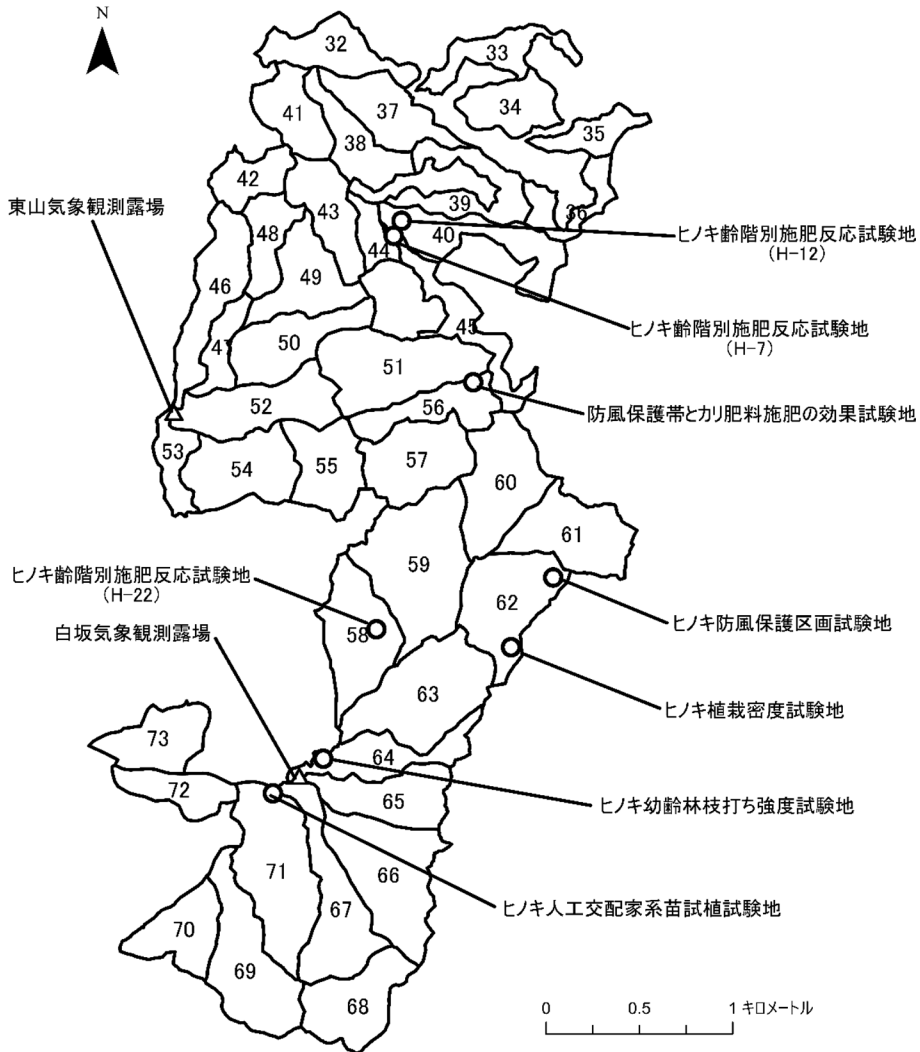 N
32
33
37
34
41
35
38
42
東山気象観測露場
43
39
36
48
44
40
ヒノキ齢階別施肥反応試験地
(H-12)
46
49
ヒノキ齢階別施肥反応試験地
(H-7)
45
47
50
51
52
56
防風保護帯とカリ肥料施肥の効果試験地
53
54
55
57
60
61
59
ヒノキ齢階別施肥反応試験地
(H-22)
62
ヒノキ防風保護区画試験地
白坂気象観測露場
58
63
ヒノキ植栽密度試験地
73
64
72
65
ヒノキ幼齢林枝打ち強度試験地
71
66
67
ヒノキ人工交配家系苗試植試験地
70
69
68
0
0.5
1 キロメートル